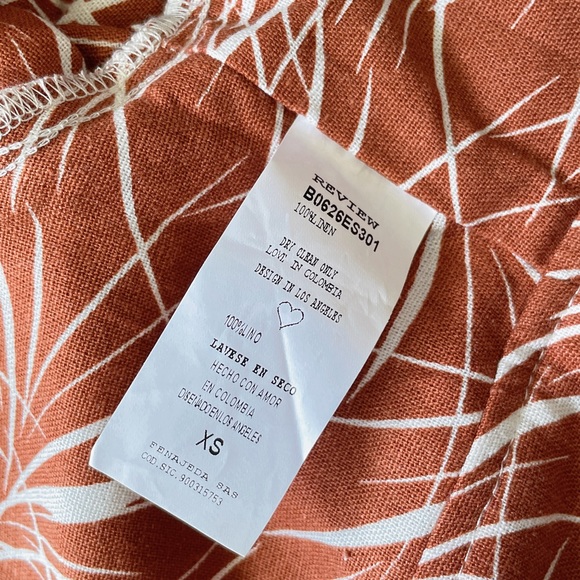 REVIEW
B0626ES301
100%LINEN
DRY CLEAN ONLY
LOVE IN COLOMBIA
DESIGN IN LOS ANGELES
100%LINO
LAVESE EN SECO
HECHO CON AMOR
EN COLOMBIA
DISEÑADO EN LOS ANGELES
XS
FENAJEDA SAS
COD.SIC.900315753